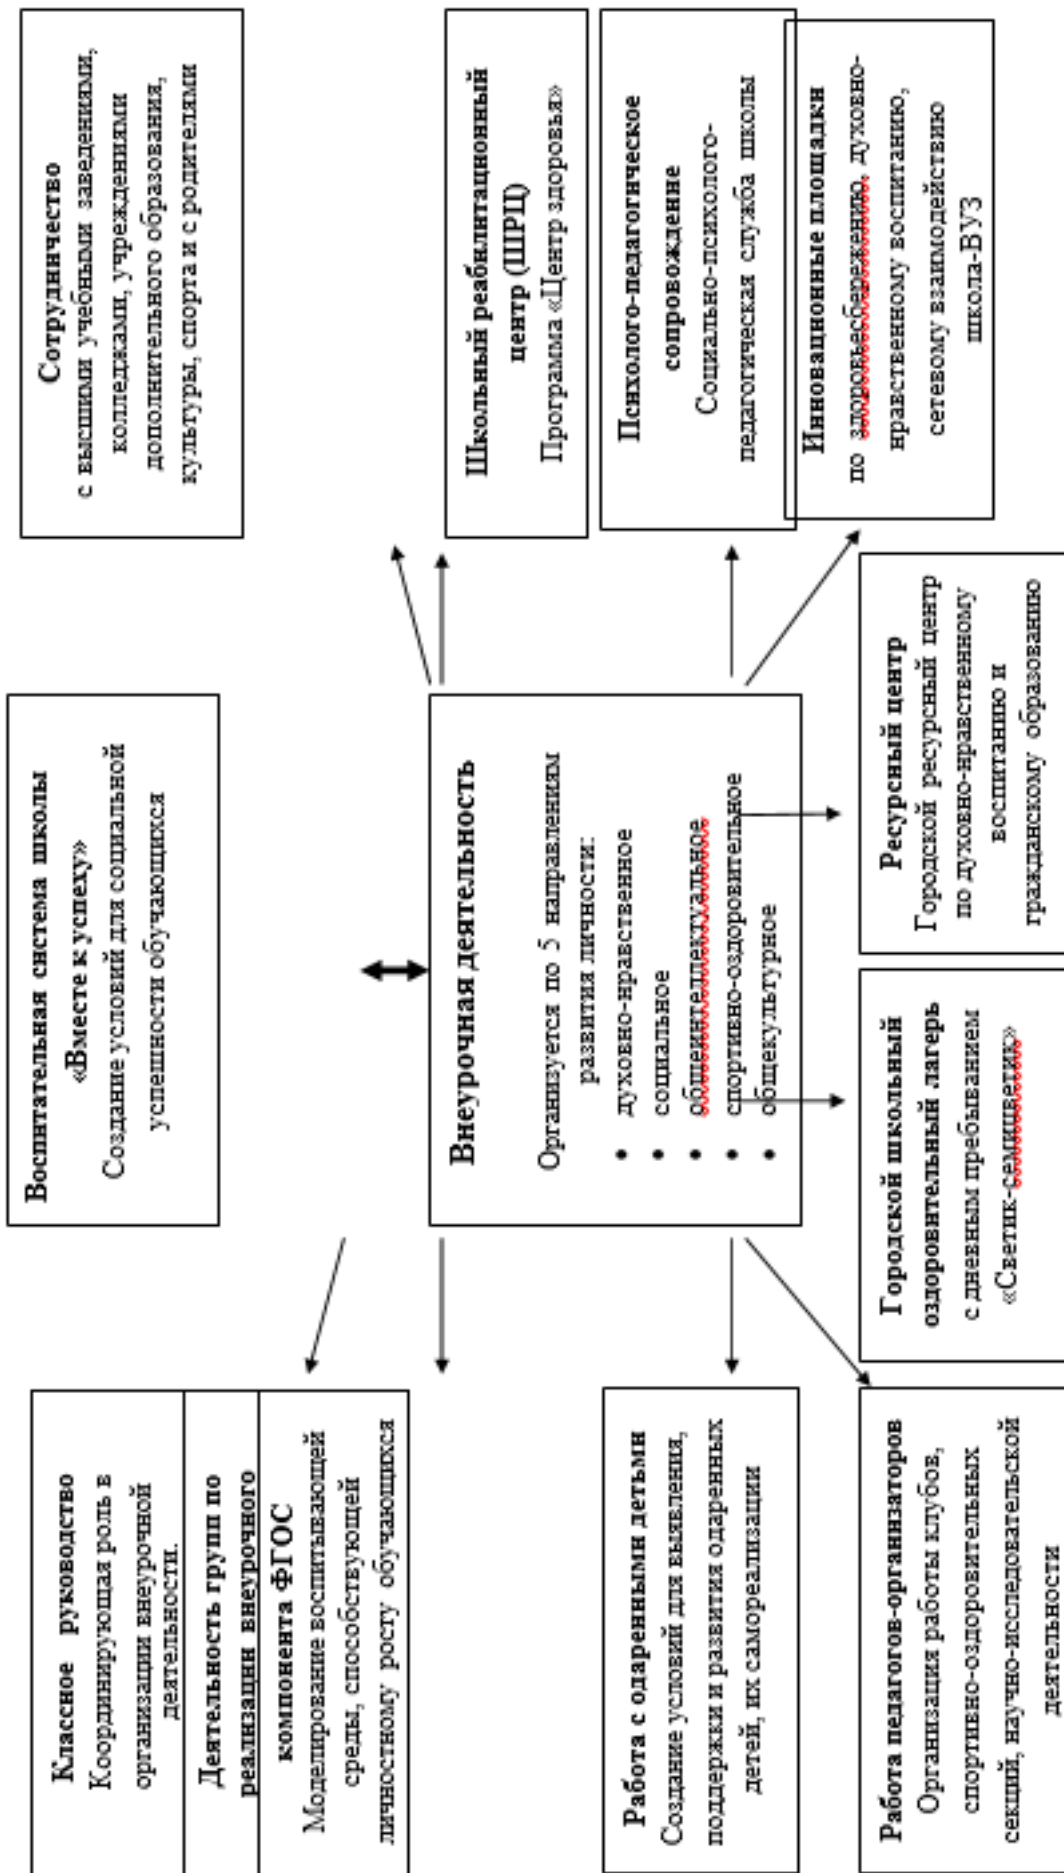 Классное руководство
Координирующая роль в
организации внеурочной
деятельности.
Деятельность групп по
реализации внеурочного
компонента ФГОС
Моделирование воспитывающей
среды, способствующей
личностному росту обучающихся
Воспитательная система школы
«Вместе к успеху»
Создание условий для социальной
успешности обучающихся
Сотрудничество
с высшими учебными заведениями,
колледжами, учреждениями
дополнительного образования,
культуры, спорта и с родителями
Внеурочная деятельность
Организуется по 5 направлениям
развития личности:
• духовно-нравственное
• социальное
• общеинтеллектуальное
• спортивно-оздоровительное
• общекультурное
Школьный реабилитационный
центр (ШРЦ)
Программа «Центр здоровья»
Работа с одаренными детьми
Создание условий для выявления,
поддержки и развития одаренных
детей, их самореализации
Психолого-педагогическое
сопровождение
Социально-психолого-
педагогическая служба школы
Инновационные площадки
по здоровьесбережению, духовно-
нравственному воспитанию,
сетевому взаимодействию
школа-ВУЗ
Работа педагогов-организаторов
Организация работы клубов,
спортивно-оздоровительных
секций, научно-исследовательской
деятельности
Городской школьный
оздоровительный лагерь
с дневным пребыванием
«Светик-семицветик»
Ресурсный центр
Городской ресурсный центр
по духовно-нравственному
воспитанию и
гражданскому образованию